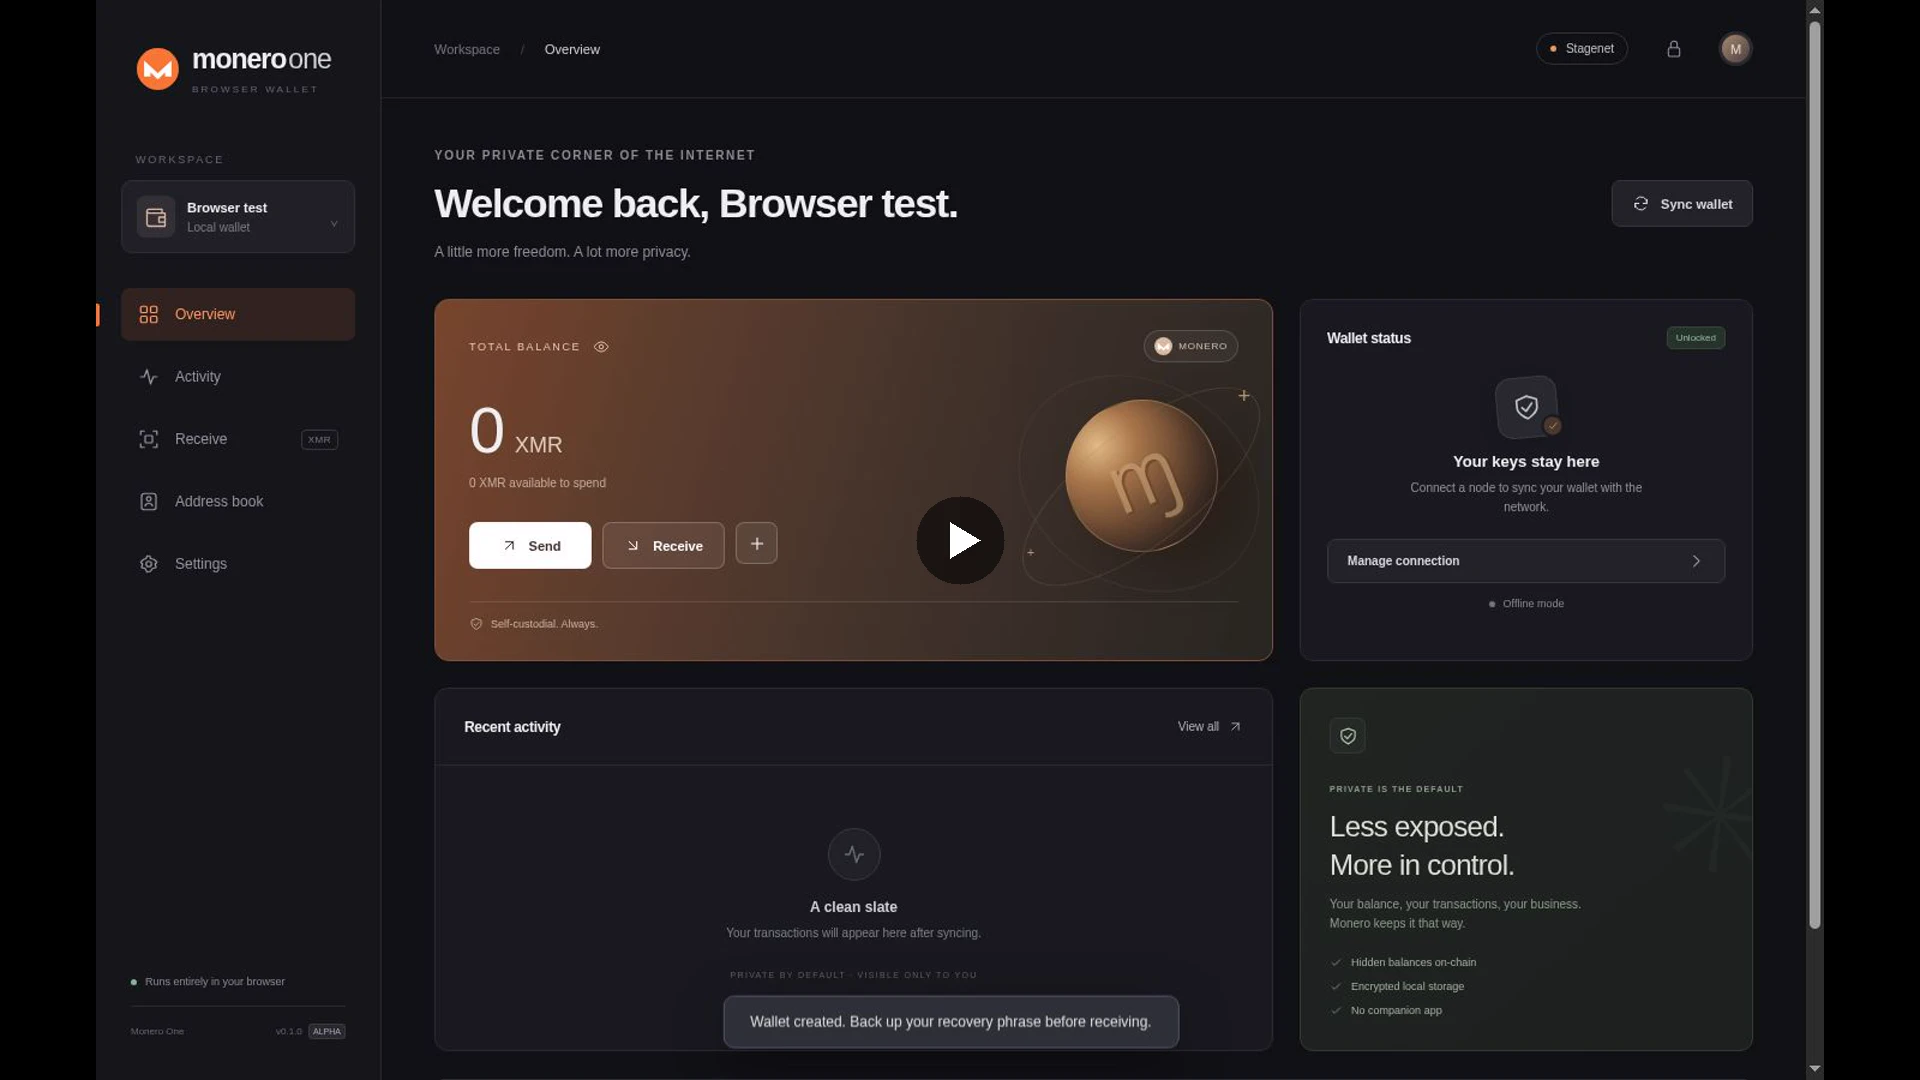 moneroone
BROWSER WALLET
WORKSPACE
Browser test
Local wallet
Overview
Activity
Receive XMR
Address book
Settings
Runs entirely in your browser
Monero One v0.1.0 ALPHA
Workspace / Overview
Stagenet M
YOUR PRIVATE CORNER OF THE INTERNET
Welcome back, Browser test.
A little more freedom. A lot more privacy.
Sync wallet
TOTAL BALANCE
MONERO
0 XMR
0 XMR available to spend
Send Receive +
Self-custodial. Always.
Wallet status Unlocked
Your keys stay here
Connect a node to sync your wallet with the
network.
Manage connection
Offline mode
Recent activity View all
A clean slate
Your transactions will appear here after syncing.
PRIVATE BY DEFAULT · VISIBLE ONLY TO YOU
Wallet created. Back up your recovery phrase before receiving.
PRIVATE IS THE DEFAULT
Less exposed.
More in control.
Your balance, your transactions, your business.
Monero keeps it that way.
Hidden balances on-chain
Encrypted local storage
No companion app